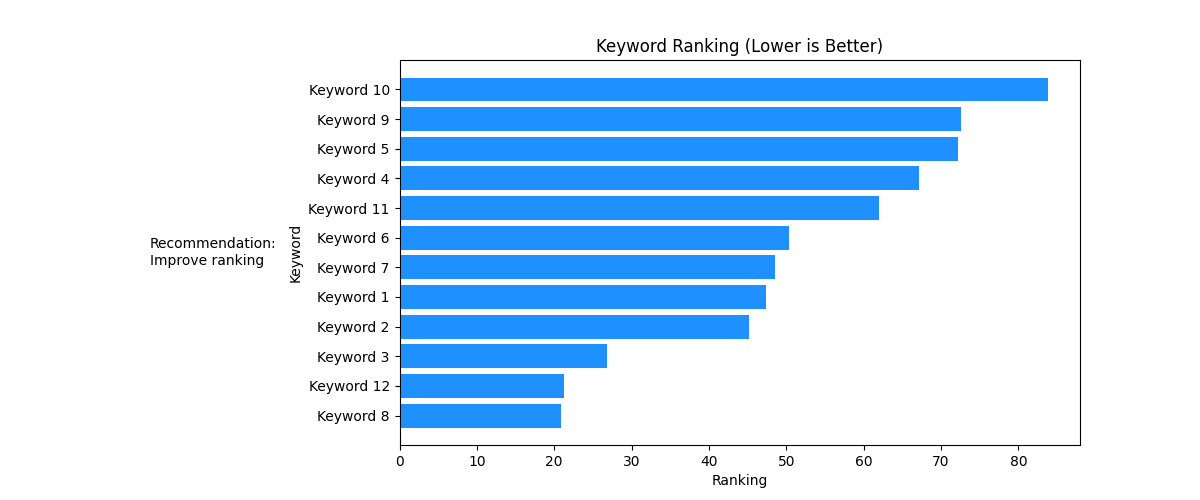 Keyword Ranking (Lower is Better)
Keyword 10
Keyword 9
Keyword 5
Keyword 4
Keyword 11
Keyword 6
Keyword 7
Keyword 1
Keyword 2
Keyword 3
Keyword 12
Keyword 8
Keyword
Recommendation:
Improve ranking
0 10 20 30 40 50 60 70 80
Ranking